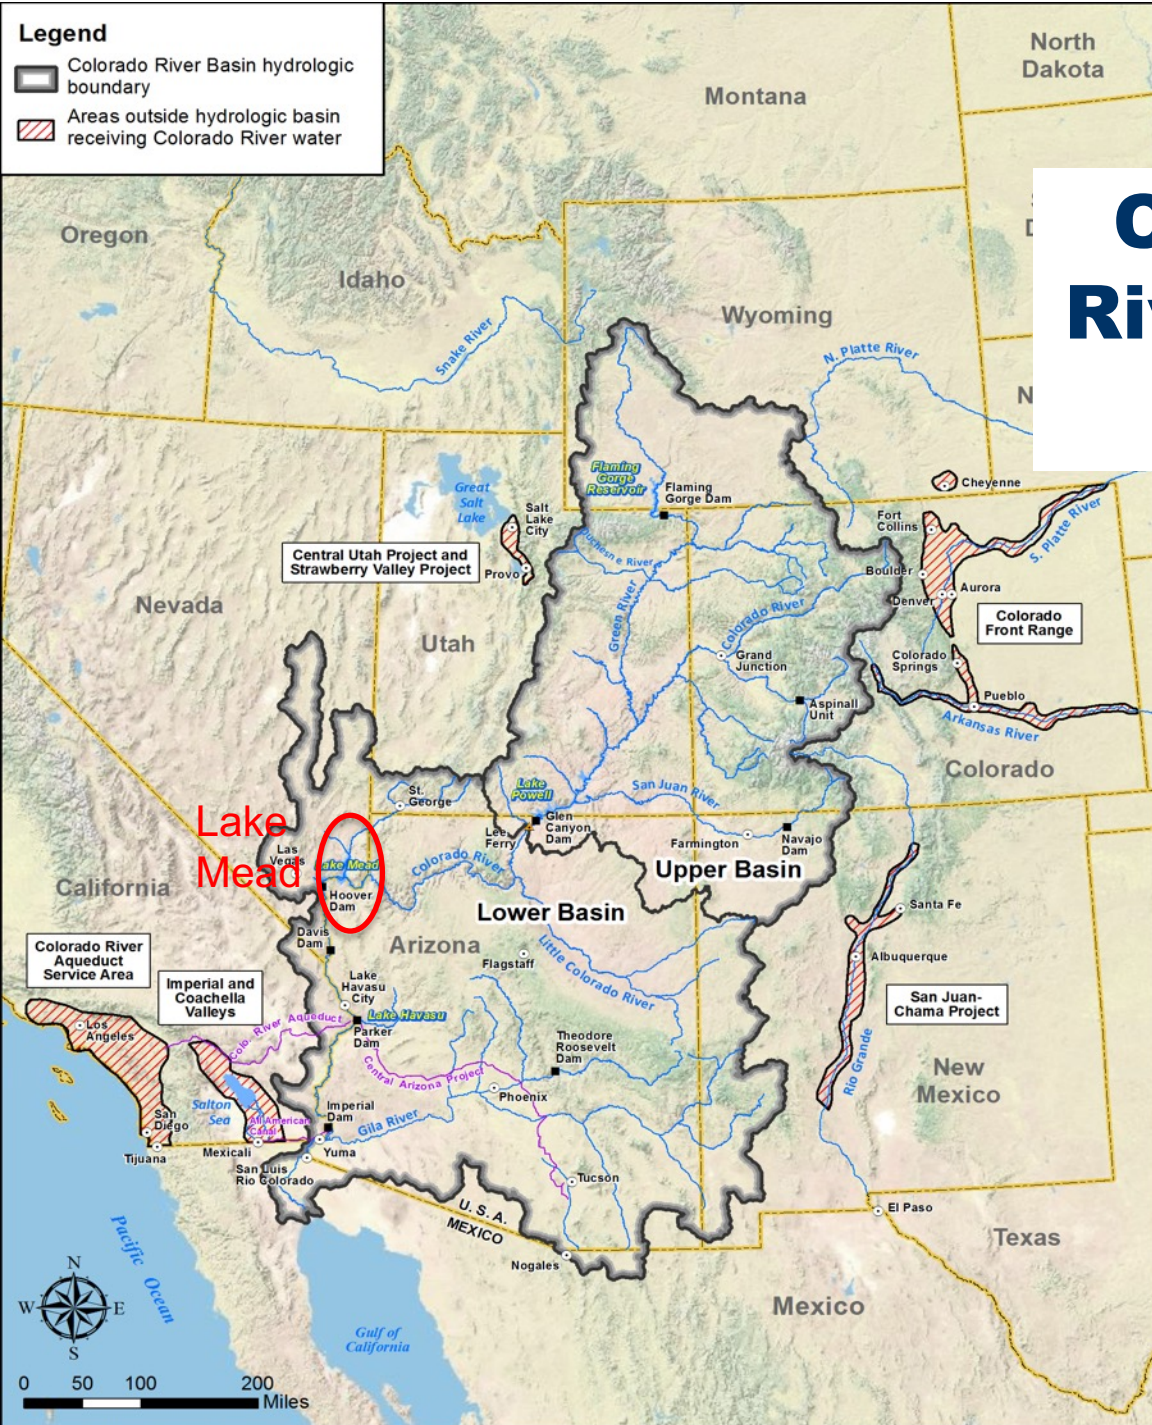 Legend
Colorado River Basin hydrologic
boundary
Areas outside hydrologic basin
receiving Colorado River water
North
Dakota
Montana
Oregon
Idaho
Wyoming
Snake River
N. Platte River
Flaming
Gorge
Reservoir
Flaming
Gorge Dam
Cheyenne
Great
Salt
Lake
Salt
Lake
City
Fort
Collins
S. Platte River
Central Utah Project and
Strawberry Valley Project
Provo
Duchesne River
Boulder
Denver
Aurora
Nevada
Utah
Green River
Colorado River
Colorado
Front Range
Grand
Junction
Colorado
Springs
Pueblo
Aspinall
Unit
Arkansas River
Colorado
St.
George
Lake
Powell
San Juan River
Lake
Mead
Las
Vegas
Lee
Ferry
Glen
Canyon
Dam
Farmington
Navajo
Dam
California
ake Mead
Hoover
Dam
Colorado River
Upper Basin
Lower Basin
Santa Fe
Davis
Dam
Arizona
Flagstaff
Little Colorado River
Albuquerque
Colorado River
Aqueduct
Service Area
Imperial and
Coachella
Valleys
Lake
Havasu
City
Lake Havasu
San Juan-
Chama Project
Los
Angeles
Colo. River Aqueduct
Parker
Dam
Theodore
Roosevelt
Dam
Central Arizona Project
Rio Grande
New
Mexico
Phoenix
Salton
Sea
San
Diego
Imperial
Dam
All American
Canal
Gila River
Tijuana
Mexicali
Yuma
San Luis
Rio Colorado
Tucson
U. S. A.
MEXICO
El Paso
Nogales
Texas
Pacific Ocean
Mexico
Gulf of
California
N
W
E
S
0 50 100 200
Miles